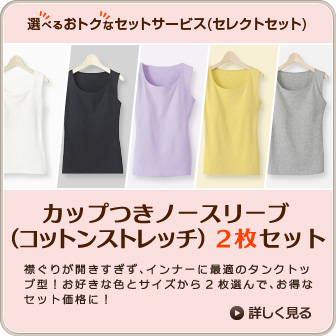 選べるおトクなセットサービス(セレクトセット)
カップつきノースリーブ
(コットンストレッチ) 2枚セット
襟ぐりが開きすぎず、インナーに最適のタンクトッ
プ型！お好きな色とサイズから2枚選んで、お得な
セット価格に！
詳しく見る